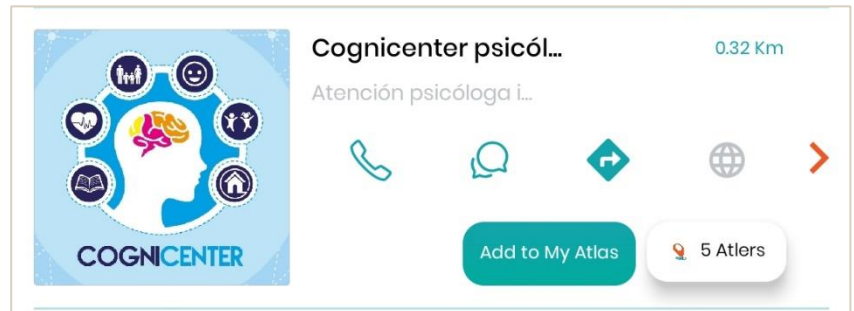 Cognicenter psicól...
0.32 Km
Atención psicóloga i...
COGNICENTER
Add to My Atlas
5 Atlers